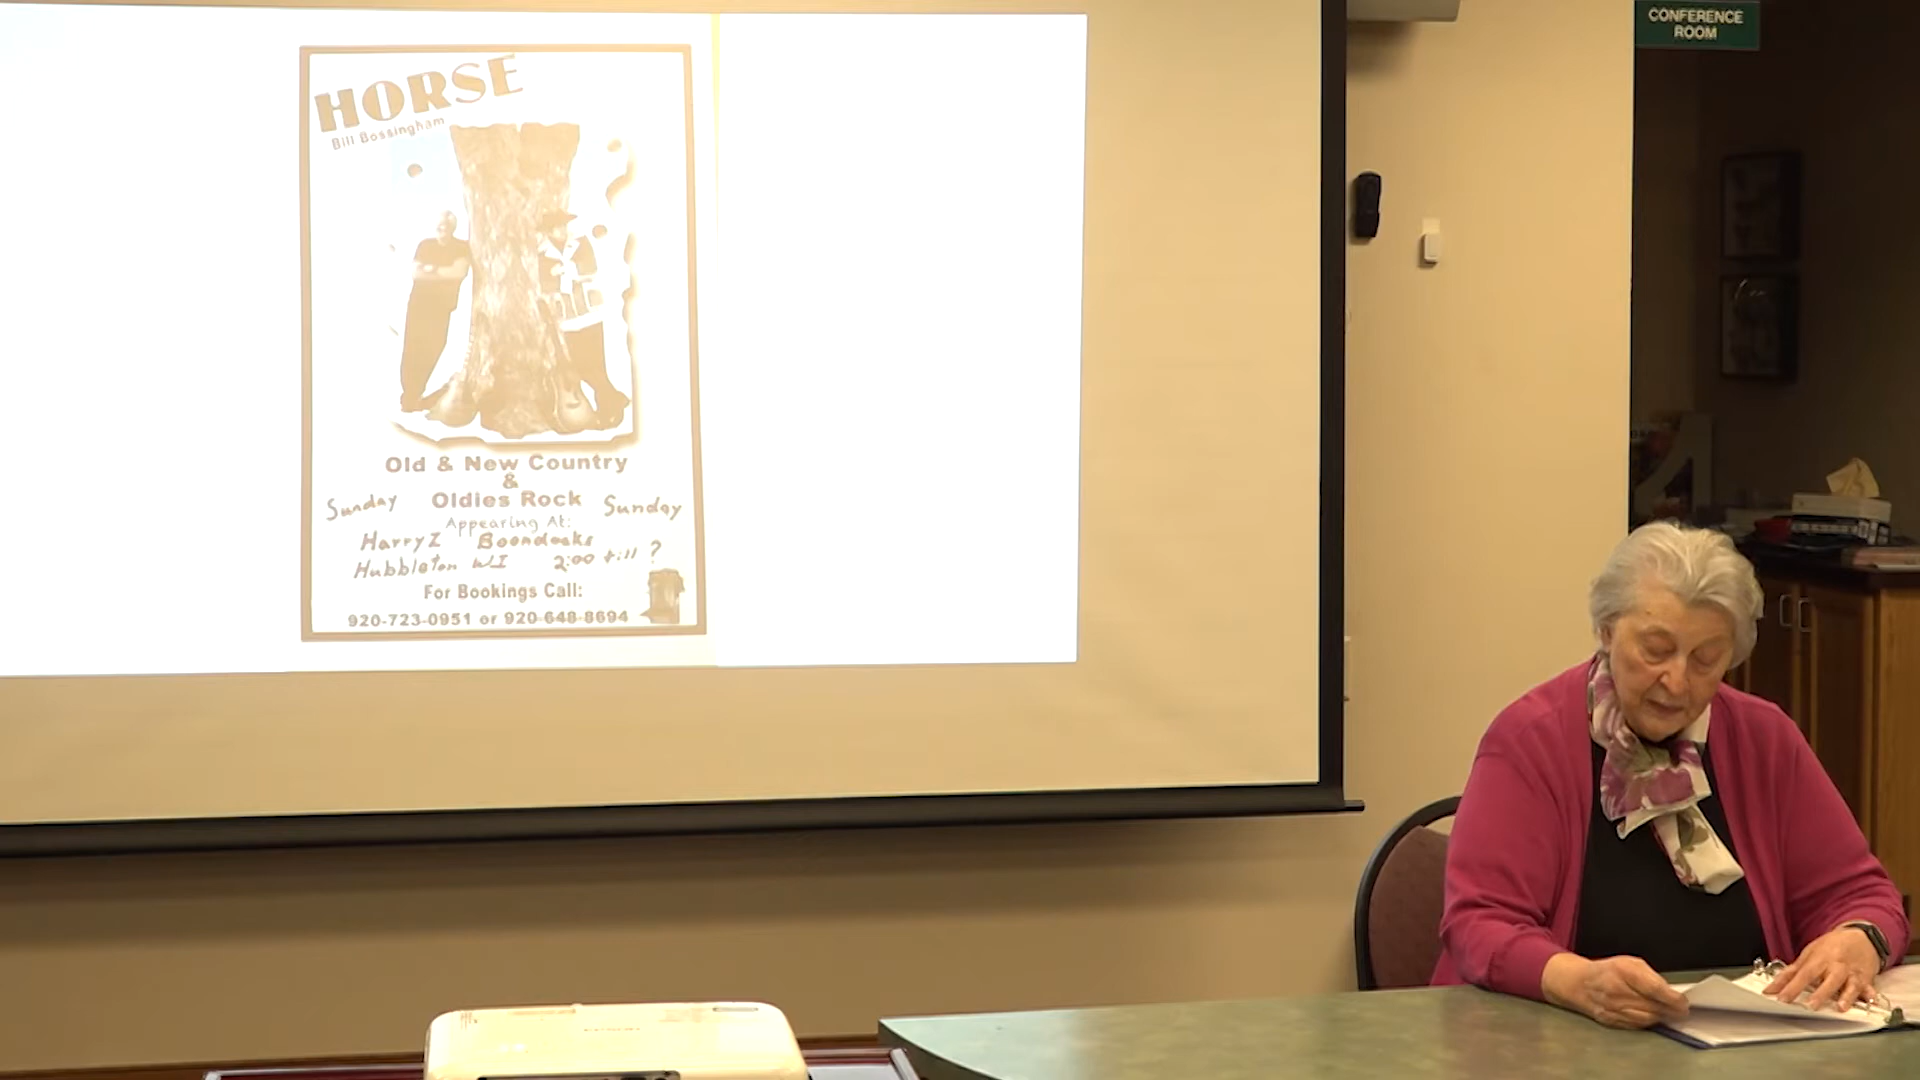 HORSE
Bill Bossingham
Old & New Country
&
Sunday Oldies Rock Sunday
Appearing At:
HarryZ Boondocks
Hubbleton WI 2:00 till ?
For Bookings Call:
920-723-0951 or 920-648-8694
CONFERENCE
ROOM